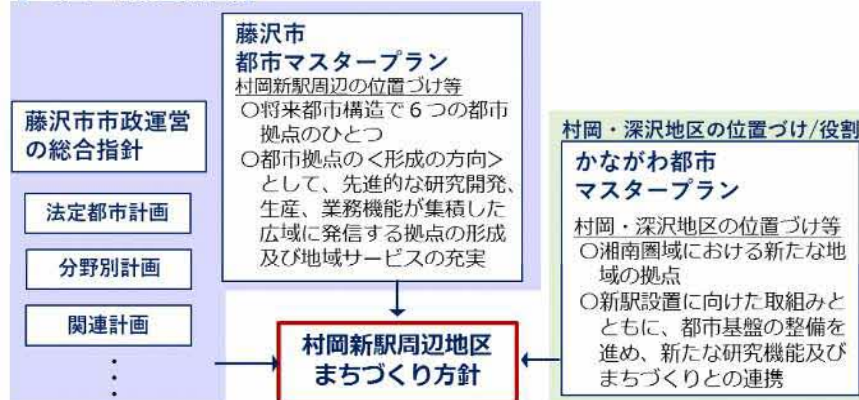 藤沢市
都市マスタープラン
村岡新駅周辺の位置づけ等
○将来都市構造で6つの都市
拠点のひとつ
○都市拠点の<形成の方向>
として、先進的な研究開発、
生産、業務機能が集積した
広域に発信する拠点の形成
及び地域サービスの充実
藤沢市市政運営
の総合指針
法定都市計画
分野別計画
関連計画
・
・
・
村岡・深沢地区の位置づけ/役割
かながわ都市
マスタープラン
村岡・深沢地区の位置づけ等
○湘南圏域における新たな地
域の拠点
○新駅設置に向けた取組みと
ともに、都市基盤の整備を
進め、新たな研究機能及び
まちづくりとの連携
村岡新駅周辺地区
まちづくり方針